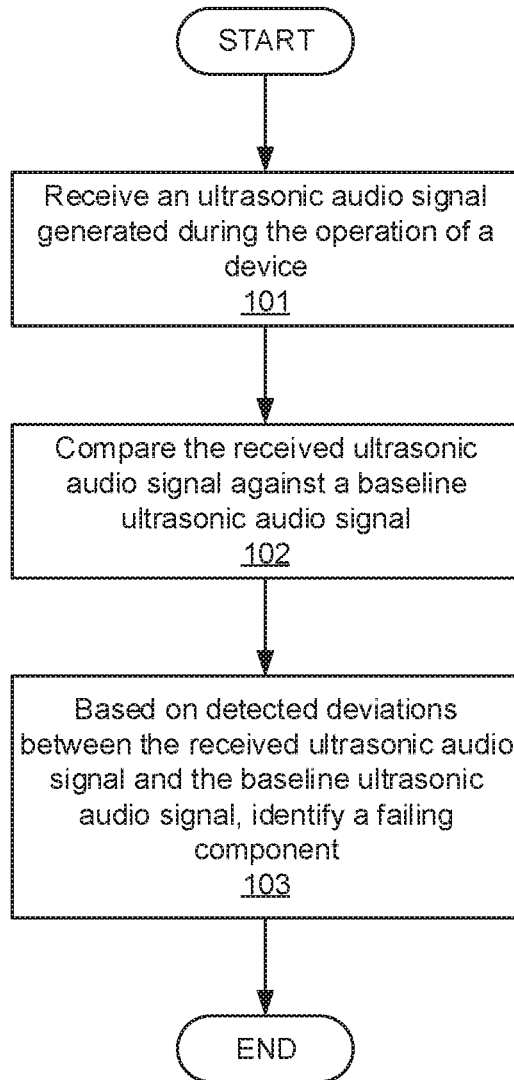 START
Receive an ultrasonic audio signal
generated during the operation of a
device
101
Compare the received ultrasonic
audio signal against a baseline
ultrasonic audio signal
102
Based on detected deviations
between the received ultrasonic audio
signal and the baseline ultrasonic
audio signal, identify a failing
component
103
END